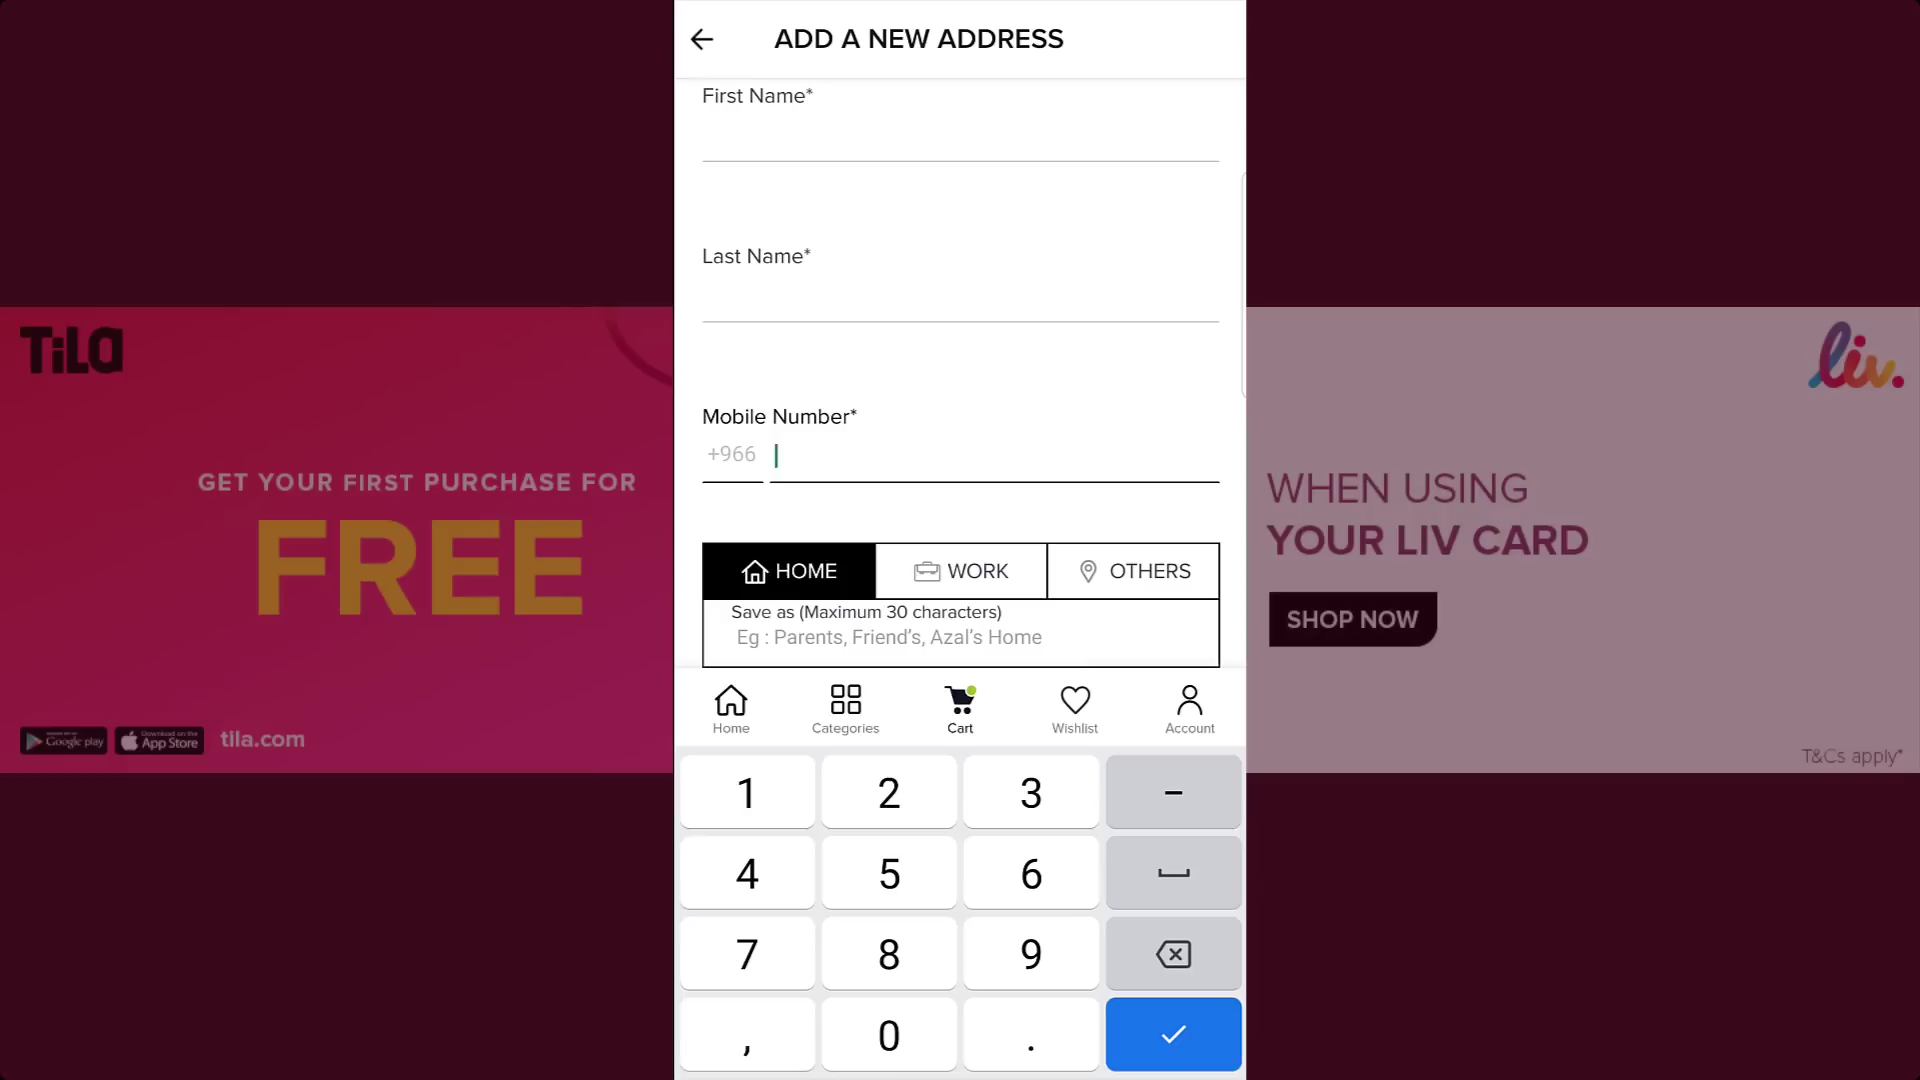 ADD A NEW ADDRESS
First Name*
Last Name*
Mobile Number*
+966
HOME WORK OTHERS
Save as (Maximum 30 characters)
Eg : Parents, Friend's, Azal's Home
Home Categories Cart Wishlist Account
1 2 3 –
4 5 6
7 8 9
, 0 .
TiLa
GET YOUR FIRST PURCHASE FOR
FREE
Google play
Download on the
App Store
tila.com
liv.
WHEN USING
YOUR LIV CARD
SHOP NOW
T&Cs apply*